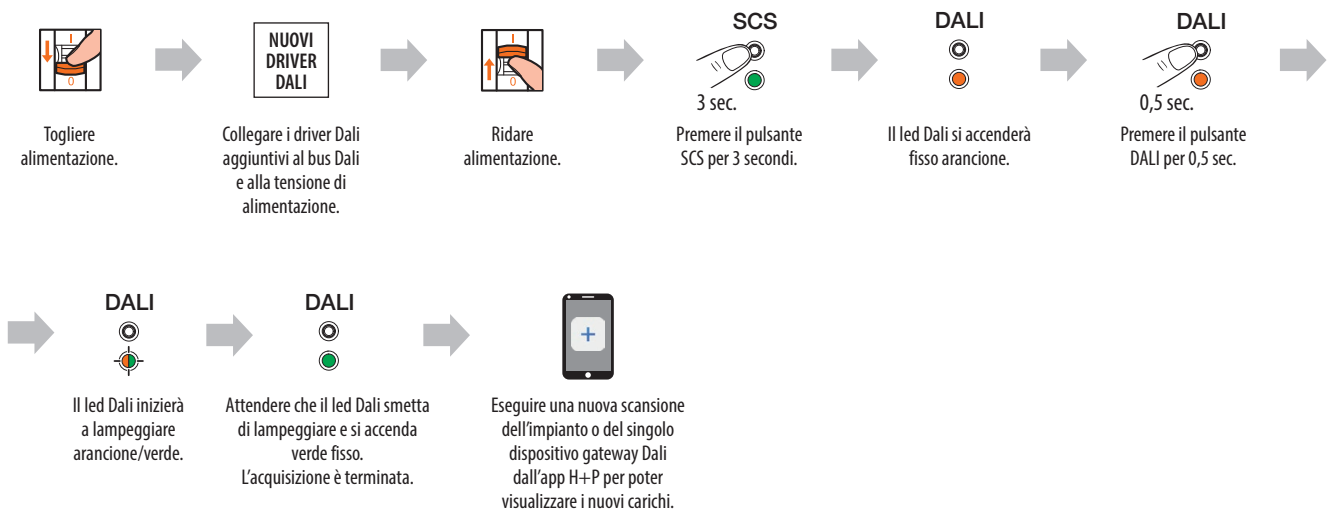 SCS
DALI
DALI
I
0
NUOVI
DRIVER
DALI
I
0
3 sec.
0,5 sec.
Togliere
alimentazione.
Collegare i driver Dali
aggiuntivi al bus Dali
e alla tensione di
alimentazione.
Ridare
alimentazione.
Premere il pulsante
SCS per 3 secondi.
Il led Dali si accenderà
fisso arancione.
Premere il pulsante
DALI per 0,5 sec.
DALI
DALI
+
Il led Dali inizierà
a lampeggiare
arancione/verde.
Attendere che il led Dali smetta
di lampeggiare e si accenda
verde fisso.
L'acquisizione è terminata.
Eseguire una nuova scansione
dell'impianto o del singolo
dispositivo gateway Dali
dall'app H+P per poter
visualizzare i nuovi carichi.